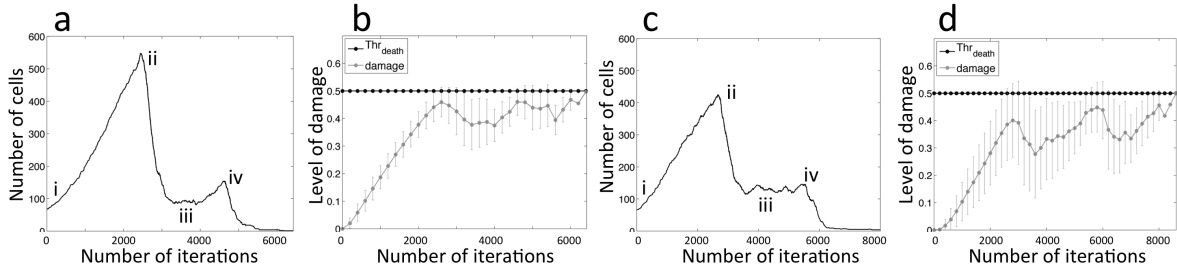 a
Number of cells
600
500
400
300
200
100
0
i
ii
iii
iv
0
2000
4000
6000
Number of iterations
b
Level of damage
0.6
0.5
0.4
0.3
0.2
0.1
0
Thr death
damage
0
2000
4000
6000
Number of iterations
c
Number of cells
600
500
400
300
200
100
0
i
ii
iii
iv
0
2000
4000
6000
8000
Number of iterations
d
Level of damage
0.6
0.5
0.4
0.3
0.2
0.1
0
Thr death
damage
0
2000
4000
6000
8000
Number of iterations